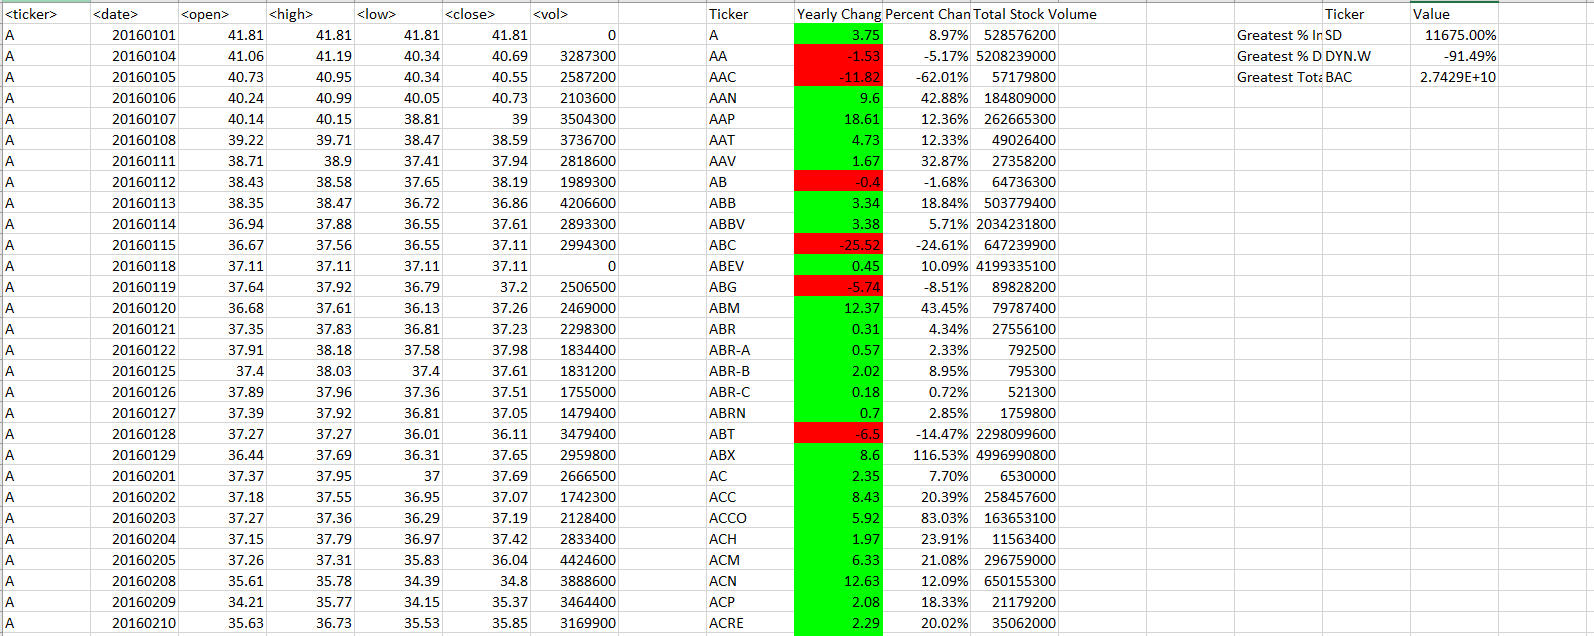 <ticker> <date> <open> <high> <low> <close> <vol> Ticker Yearly Chang Percent Chan Total Stock Volume Ticker Value
A 20160101 41.81 41.81 41.81 41.81 0 A 3.75 8.97% 528576200 Greatest % In SD 11675.00%
A 20160104 41.06 41.19 40.34 40.69 3287300 AA -1.53 -5.17% 5208239000 Greatest % D DYN.W -91.49%
A 20160105 40.73 40.95 40.34 40.55 2587200 AAC -11.82 -62.01% 57179800 Greatest Tota BAC 2.7429E+10
A 20160106 40.24 40.99 40.05 40.73 2103600 AAN 9.6 42.88% 184809000
A 20160107 40.14 40.15 38.81 39 3504300 AAP 18.61 12.36% 262665300
A 20160108 39.22 41.71 38.47 38.59 3736700 AAT 4.73 12.33% 49026400
A 20160111 38.71 38.9 37.41 37.94 2818600 AAV 1.67 32.87% 27358200
A 20160112 38.43 38.58 37.65 38.19 1989300 AB -0.4 -1.68% 64736300
A 20160113 38.35 38.47 36.72 36.86 4206600 ABB 3.34 18.84% 503779400
A 20160114 36.94 37.88 36.55 37.61 2893300 ABBV 3.38 5.71% 2034231800
A 20160115 36.67 37.56 36.55 37.11 2994300 ABC -25.52 -24.61% 647239900
A 20160118 37.11 37.11 37.11 37.11 0 ABEV 0.45 10.09% 4199335100
A 20160119 37.64 37.92 36.79 37.2 2506500 ABG -5.74 -8.51% 89828200
A 20160120 36.68 37.61 36.13 37.26 2469000 ABM 12.37 43.45% 79787400
A 20160121 37.35 37.83 36.81 37.23 2298300 ABR 0.31 4.34% 27556100
A 20160122 37.91 38.18 37.58 37.98 1834400 ABR-A 0.57 2.33% 792500
A 20160125 37.4 38.03 37.4 37.61 1831200 ABR-B 2.02 8.95% 795300
A 20160126 37.89 37.96 37.36 37.51 1755000 ABR-C 0.18 0.72% 521300
A 20160127 37.39 37.92 36.81 37.05 1479400 ABRN 0.7 2.85% 1759800
A 20160128 37.27 37.27 36.01 36.11 3479400 ABT -6.5 -14.47% 2298099600
A 20160129 36.44 37.69 36.31 37.65 2959800 ABX 8.6 116.53% 4996990800
A 20160201 37.37 37.95 37 37.69 2666500 AC 2.35 7.70% 6530000
A 20160202 37.18 37.55 36.95 37.07 1742300 ACC 8.43 20.39% 258457600
A 20160203 37.27 37.36 36.29 37.19 2128400 ACCO 5.92 83.03% 163653100
A 20160204 37.15 37.79 36.97 37.42 2833400 ACH 1.97 23.91% 11563400
A 20160205 37.26 37.31 35.83 36.04 4424600 ACM 6.33 21.08% 296759000
A 20160208 35.61 35.78 34.39 34.8 3888600 ACN 12.63 12.09% 650155300
A 20160209 34.21 35.77 34.15 35.37 3464400 ACP 2.08 18.33% 21179200
A 20160210 35.63 36.73 35.53 35.85 3169900 ACRE 2.29 20.02% 35062000